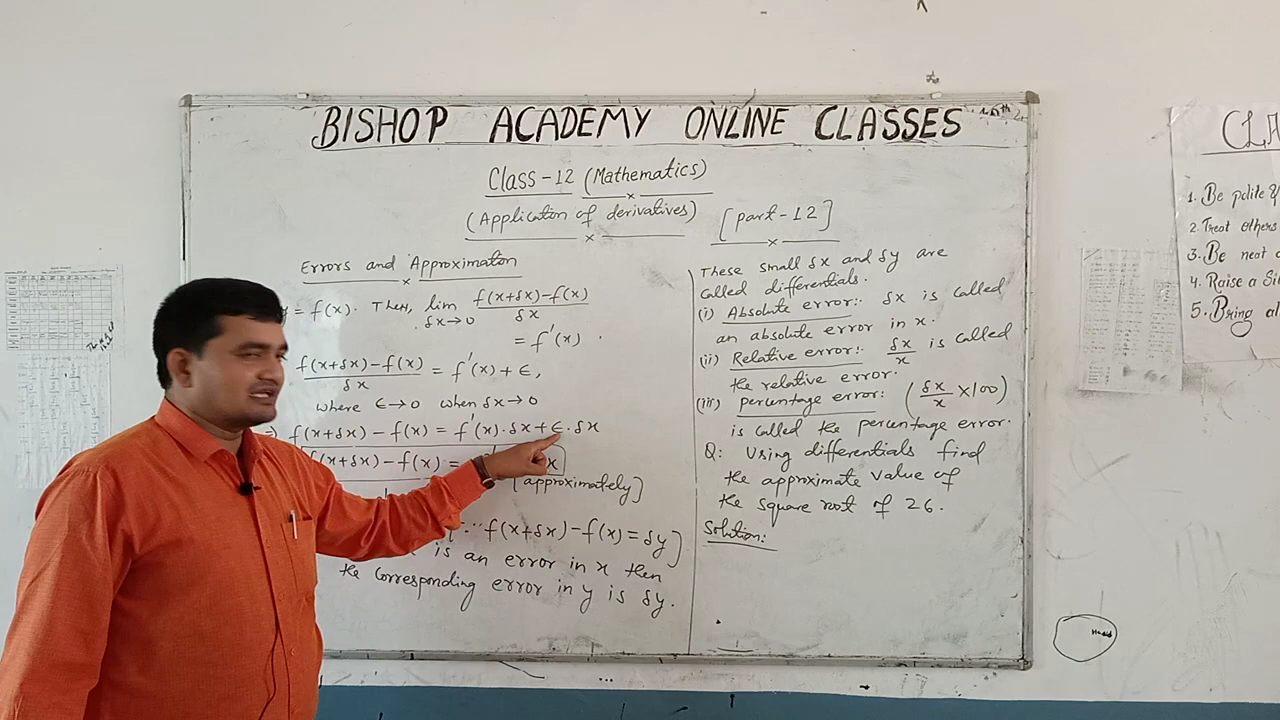 BISHOP ACADEMY ONLINE CLASSES
Class-12 (Mathematics)
(Application of derivatives) [part-12]
Errors and Approximation
= f(x). Then, lim f(x+δx)-f(x)
δx→0 δx
= f'(x).
f(x+δx)-f(x) = f'(x)+ϵ,
δx
where ϵ→0 when δx→0
⇒ f(x+δx)-f(x) = f'(x).δx+ϵ.δx
f(x+δx)-f(x) = x
[approximately]
[∵ f(x+δx)-f(x)=δy]
is an error in x then
the corresponding error in y is δy.
These small δx and δy are
called differentials.
(i) Absolute error:- δx is called
an absolute error in x.
(ii) Relative error:- δx/x is called
the relative error.
(iii) percentage error: (δx/x ×100)
is called the percentage error.
Q: Using differentials find
the approximate value of
the square root of 26.
Solution:
1. Be polite &
2. Treat others
3. Be neat
4. Raise a
5. Bring